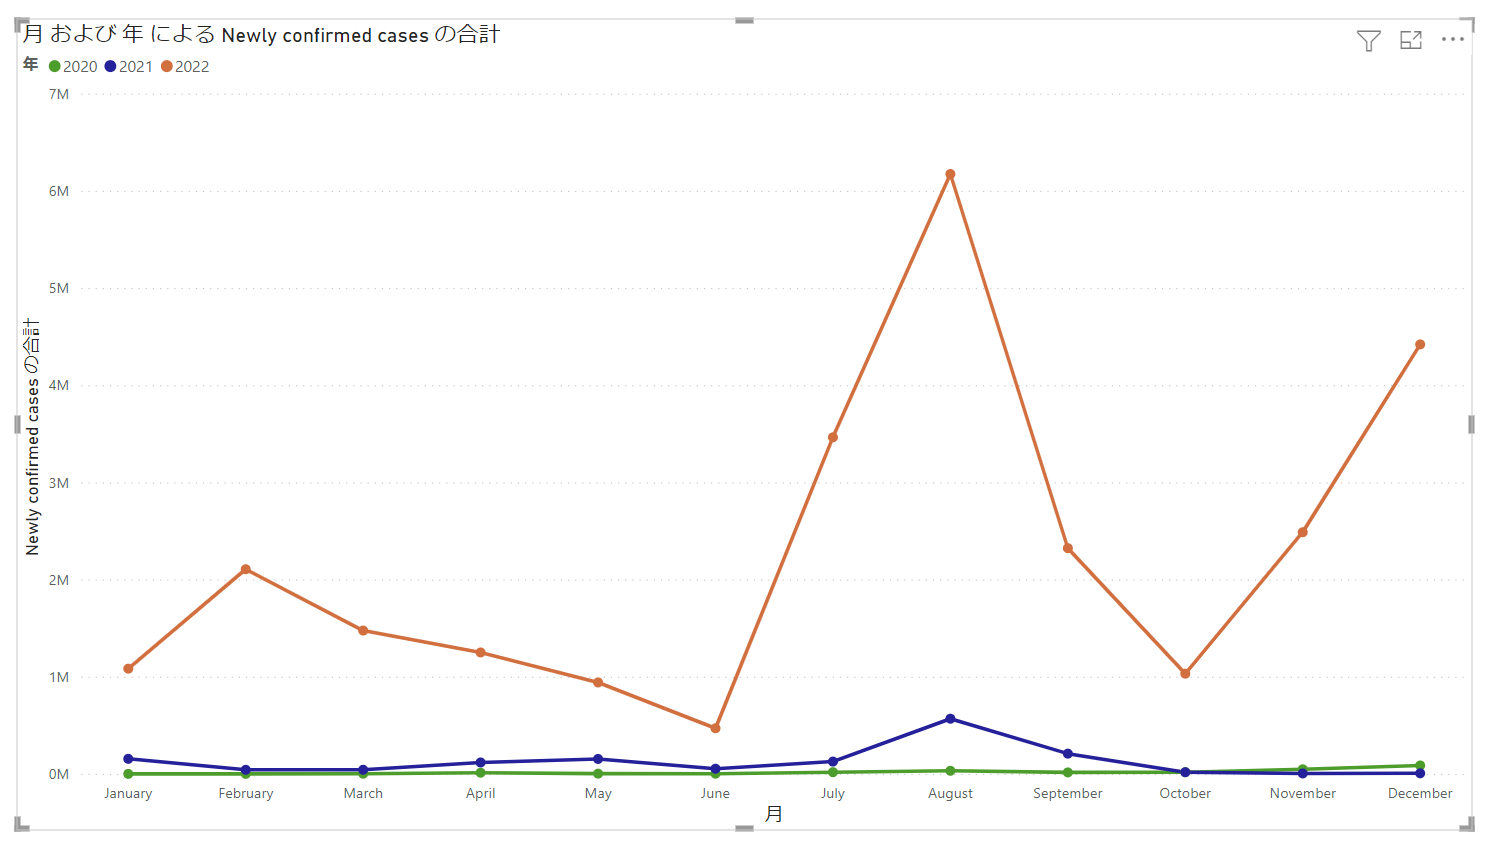 月 および 年 による Newly confirmed cases の合計
年 2020 2021 2022
7M
6M
5M
4M
3M
2M
1M
0M
Newly confirmed cases の合計
January February March April May June July August September October November December
月